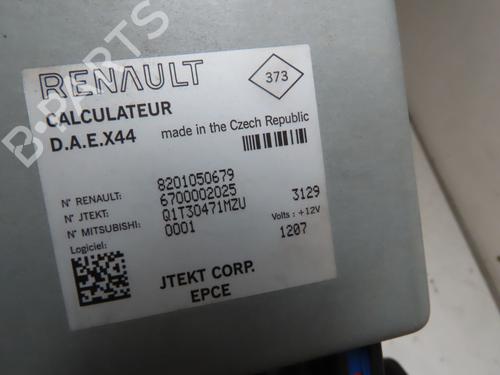 B-PARTS
RENAULT
373
CALCULATEUR
D.A.E.X44
made in the Czech Republic
N° RENAULT: 8201050679
N° JTEKT: 6700002025 3129
N° MITSUBISHI: Q1T30471MZU Volts : +12V
Logiciel: 0001 1207
JTEKT CORP.
EPCE